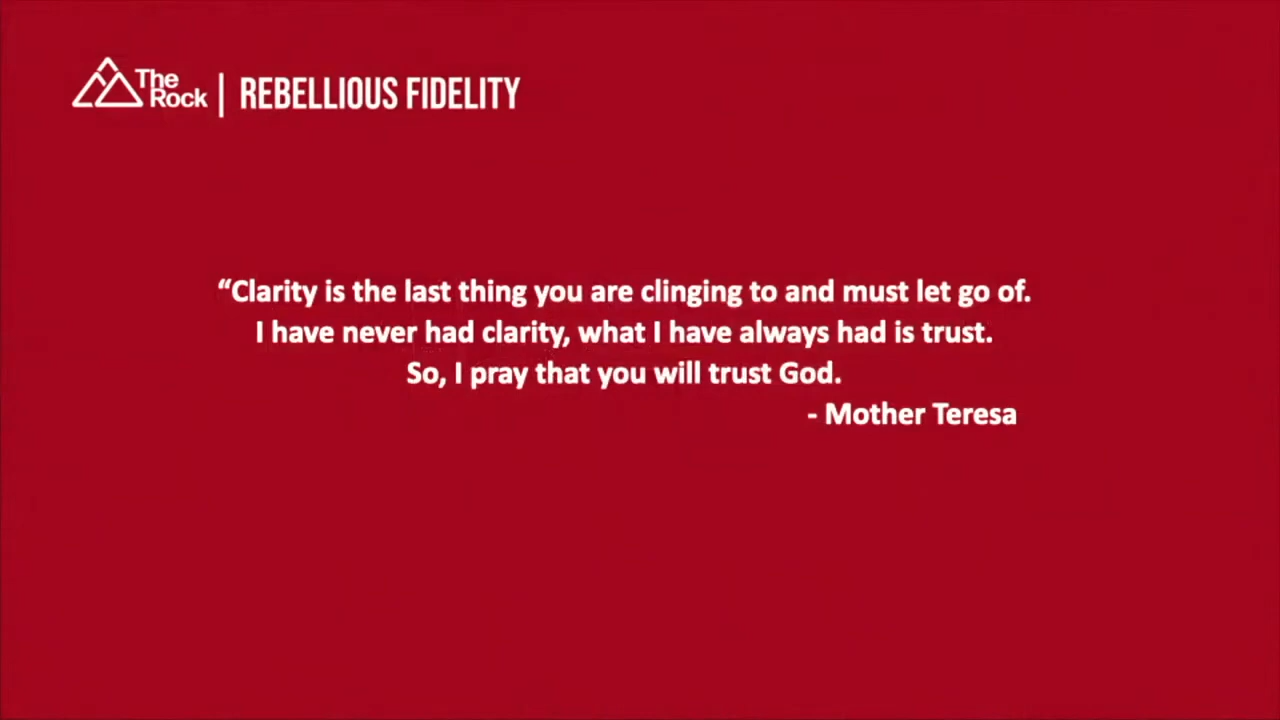 The Rock | REBELLIOUS FIDELITY
“Clarity is the last thing you are clinging to and must let go of.
I have never had clarity, what I have always had is trust.
So, I pray that you will trust God.
- Mother Teresa